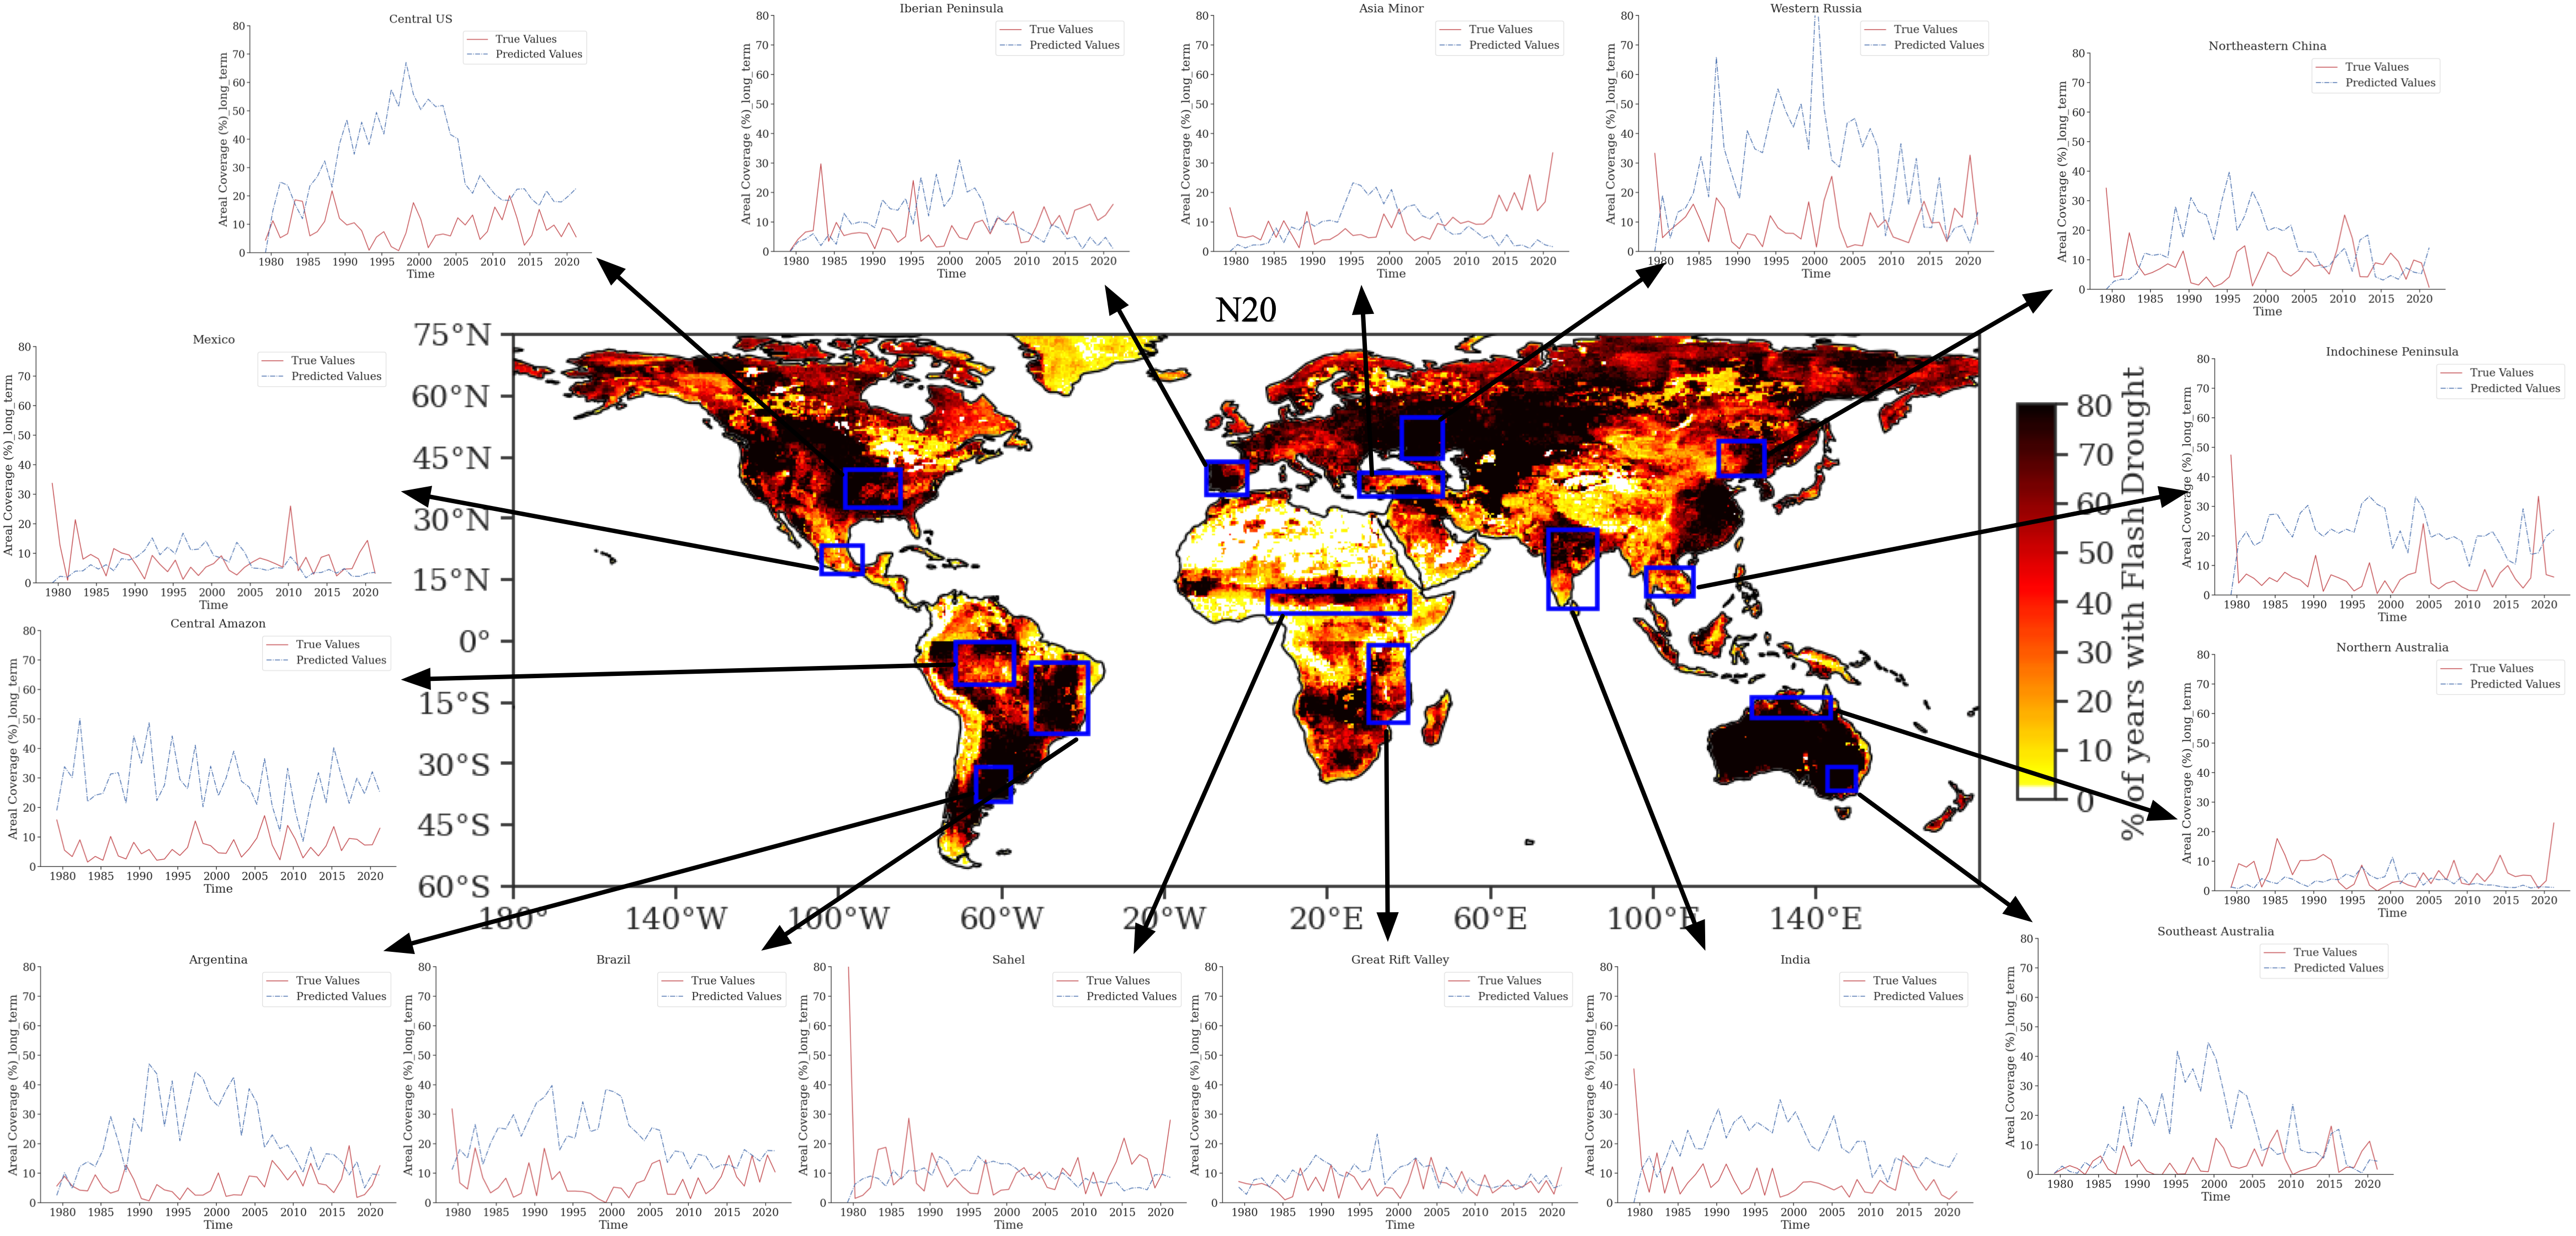 Central US
True Values
Predicted Values
Areal Coverage (%)_long_term
80
70
60
50
40
30
20
10
0
1980 1985 1990 1995 2000 2005 2010 2015 2020
Time
Iberian Peninsula
True Values
Predicted Values
Areal Coverage (%)_long_term
80
70
60
50
40
30
20
10
0
1980 1985 1990 1995 2000 2005 2010 2015 2020
Time
Asia Minor
True Values
Predicted Values
Areal Coverage (%)_long_term
80
70
60
50
40
30
20
10
0
1980 1985 1990 1995 2000 2005 2010 2015 2020
Time
Western Russia
True Values
Predicted Values
Areal Coverage (%)_long_term
80
70
60
50
40
30
20
10
0
1980 1985 1990 1995 2000 2005 2010 2015 2020
Time
Northeastern China
True Values
Predicted Values
Areal Coverage (%)_long_term
80
70
60
50
40
30
20
10
0
1980 1985 1990 1995 2000 2005 2010 2015 2020
Time
Mexico
True Values
Predicted Values
Areal Coverage (%)_long_term
80
70
60
50
40
30
20
10
0
1980 1985 1990 1995 2000 2005 2010 2015 2020
Time
N20
75°N
60°N
45°N
30°N
15°N
0°
15°S
30°S
45°S
60°S
180° 140°W 100°W 60°W 20°W 20°E 60°E 100°E 140°E
80
70
60
50
40
30
20
10
0
% of years with Flash Drought
Indochinese Peninsula
True Values
Predicted Values
Areal Coverage (%)_long_term
80
70
60
50
40
30
20
10
0
1980 1985 1990 1995 2000 2005 2010 2015 2020
Time
Central Amazon
True Values
Predicted Values
Areal Coverage (%)_long_term
80
70
60
50
40
30
20
10
0
1980 1985 1990 1995 2000 2005 2010 2015 2020
Time
Northern Australia
True Values
Predicted Values
Areal Coverage (%)_long_term
80
70
60
50
40
30
20
10
0
1980 1985 1990 1995 2000 2005 2010 2015 2020
Time
Argentina
True Values
Predicted Values
Areal Coverage (%)_long_term
80
70
60
50
40
30
20
10
0
1980 1985 1990 1995 2000 2005 2010 2015 2020
Time
Brazil
True Values
Predicted Values
Areal Coverage (%)_long_term
80
70
60
50
40
30
20
10
0
1980 1985 1990 1995 2000 2005 2010 2015 2020
Time
Sahel
True Values
Predicted Values
Areal Coverage (%)_long_term
80
70
60
50
40
30
20
10
0
1980 1985 1990 1995 2000 2005 2010 2015 2020
Time
Great Rift Valley
True Values
Predicted Values
Areal Coverage (%)_long_term
80
70
60
50
40
30
20
10
0
1980 1985 1990 1995 2000 2005 2010 2015 2020
Time
India
True Values
Predicted Values
Areal Coverage (%)_long_term
80
70
60
50
40
30
20
10
0
1980 1985 1990 1995 2000 2005 2010 2015 2020
Time
Southeast Australia
True Values
Predicted Values
Areal Coverage (%)_long_term
80
70
60
50
40
30
20
10
0
1980 1985 1990 1995 2000 2005 2010 2015 2020
Time